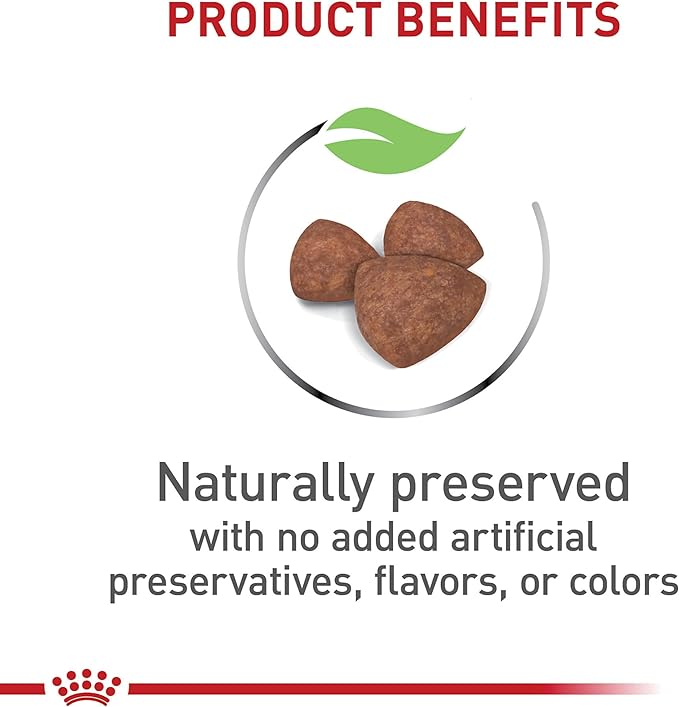 PRODUCT BENEFITS
Naturally preserved
with no added artificial
preservatives, flavors, or colors